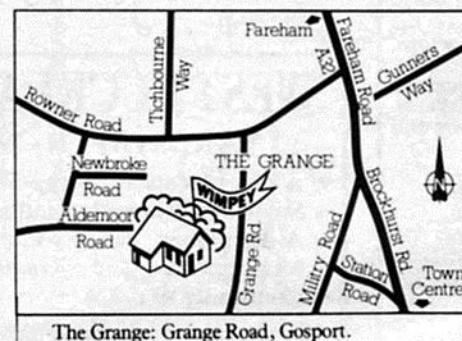 Fareham
A32
Fareham Road
Gunners
Way
Tichbourne
Way
Rowner Road
Newbroke
Road
THE GRANGE
WIMPEY
Aldemoor
Road
Grange Rd
Brockhurst Rd
N
Militry Road
Station
Road
Town
Centre
The Grange: Grange Road, Gosport.